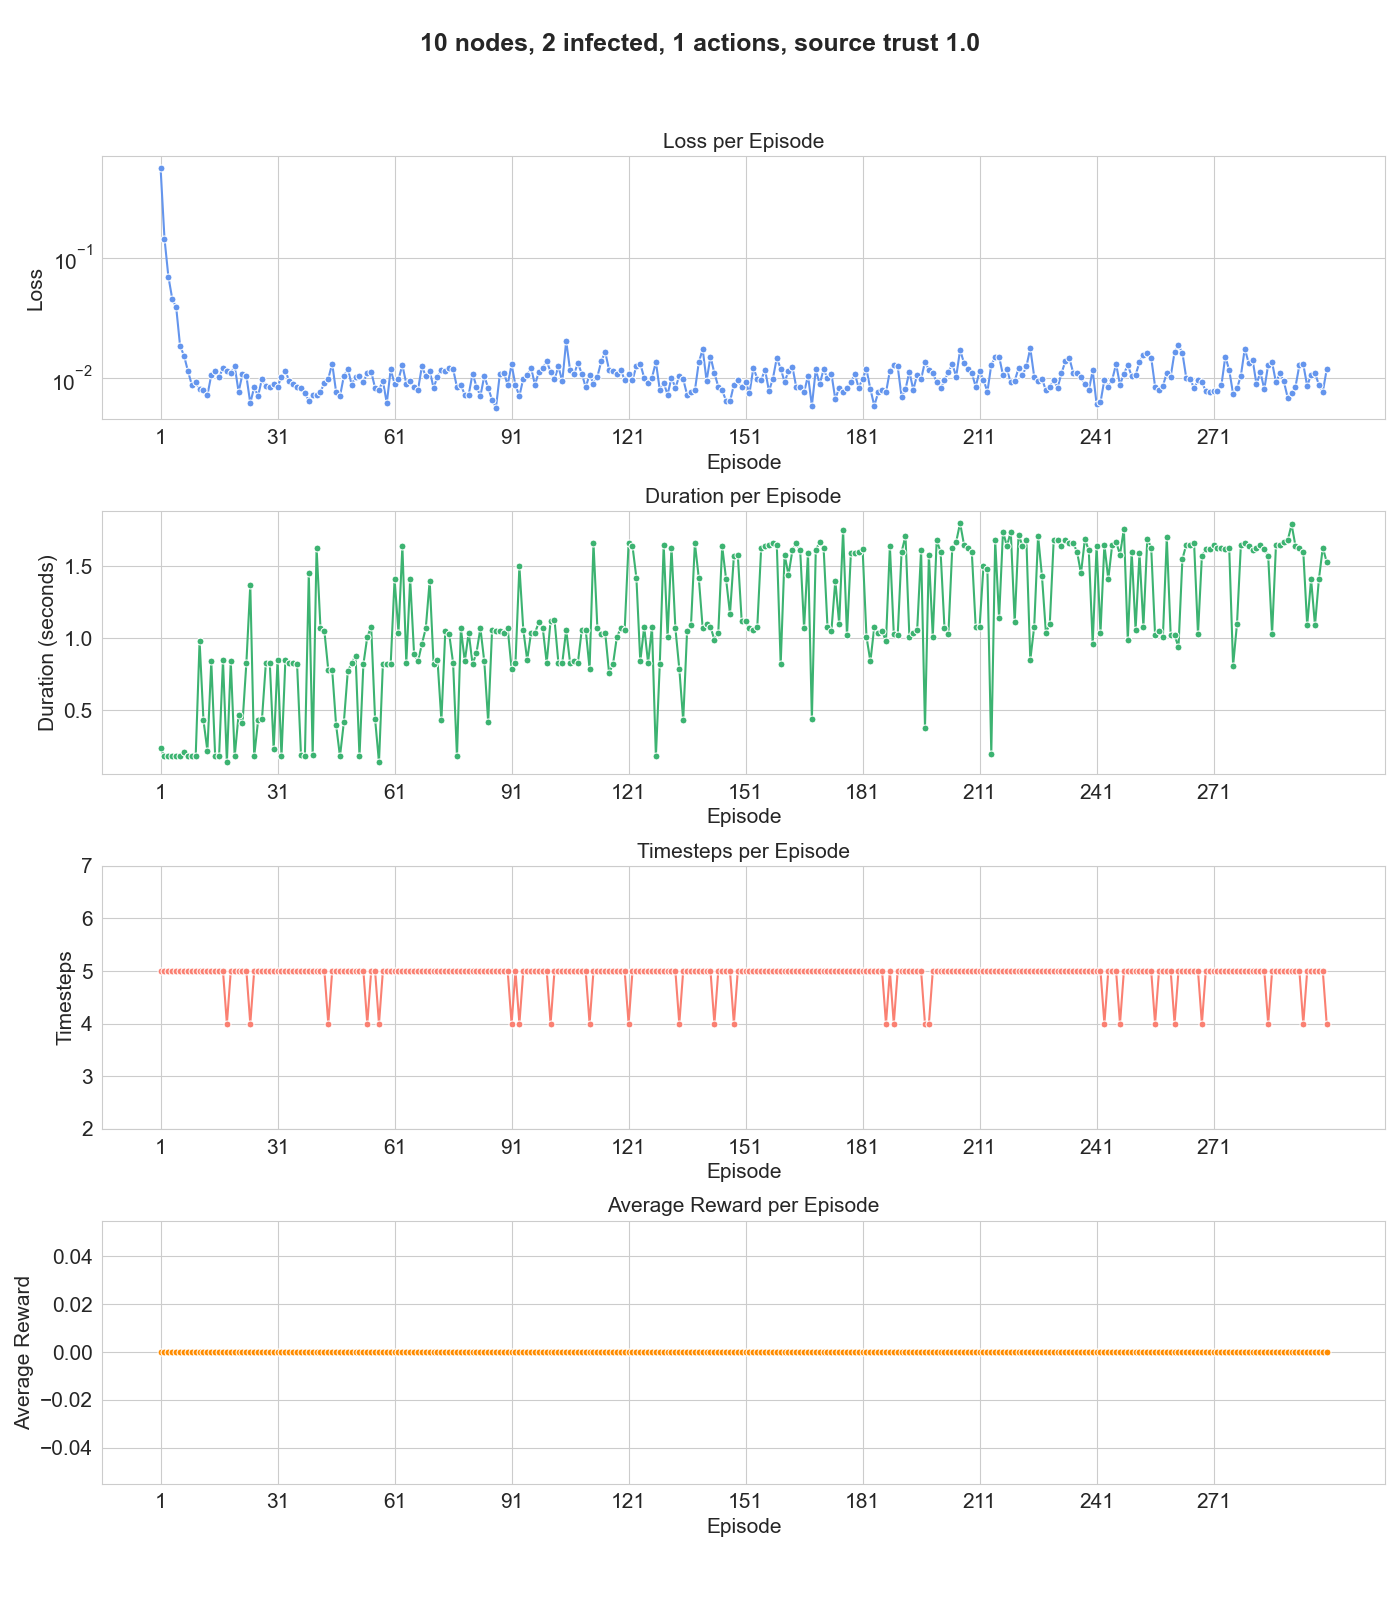 10 nodes, 2 infected, 1 actions, source trust 1.0
Loss per Episode
Loss
10⁻¹
10⁻²
1 31 61 91 121 151 181 211 241 271
Episode
Duration per Episode
Duration (seconds)
1.5
1.0
0.5
1 31 61 91 121 151 181 211 241 271
Episode
Timesteps per Episode
Timesteps
7
6
5
4
3
2
1 31 61 91 121 151 181 211 241 271
Episode
Average Reward per Episode
Average Reward
0.04
0.02
0.00
−0.02
−0.04
1 31 61 91 121 151 181 211 241 271
Episode